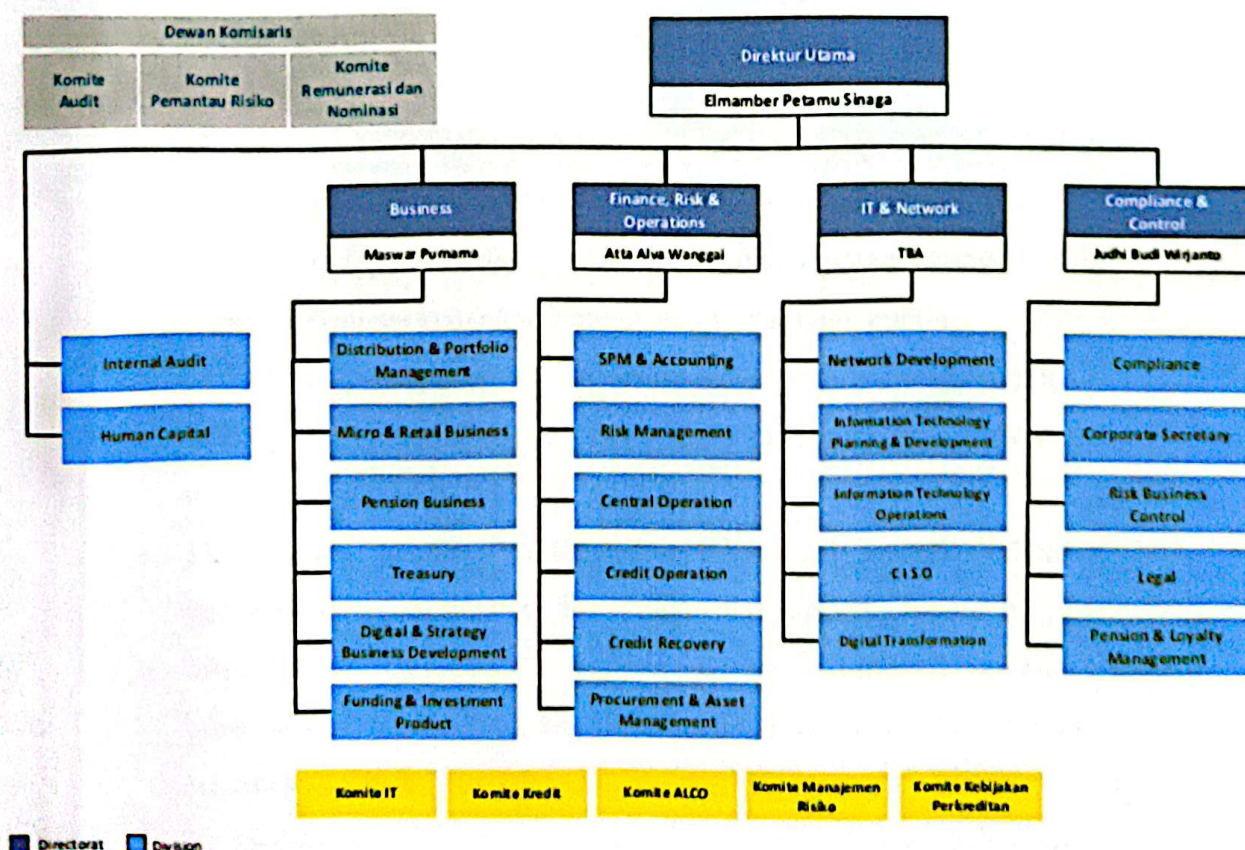 Dewan Komisaris
Komite
Audit
Komite
Pemantau Risiko
Komite
Remunerasi dan
Nominasi
Direktur Utama
Elmamber Petamu Sinaga
Business
Maswar Purnama
Finance, Risk &
Operations
Atta Alva Wanggai
IT & Network
TBA
Compliance &
Control
Judhi Budi Wirjanto
Internal Audit
Human Capital
Distribution & Portfolio
Management
Micro & Retail Business
Pension Business
Treasury
Digital & Strategy
Business Development
Funding & Investment
Product
SPM & Accounting
Risk Management
Central Operation
Credit Operation
Credit Recovery
Procurement & Asset
Management
Network Development
Information Technology
Planning & Development
Information Technology
Operations
CISO
Digital Transformation
Compliance
Corporate Secretary
Risk Business
Control
Legal
Pension & Loyalty
Management
Komite IT
Komite Kredit
Komite ALCO
Komite Manajemen
Risiko
Komite Kebijakan
Perkreditan
Directorat
Division